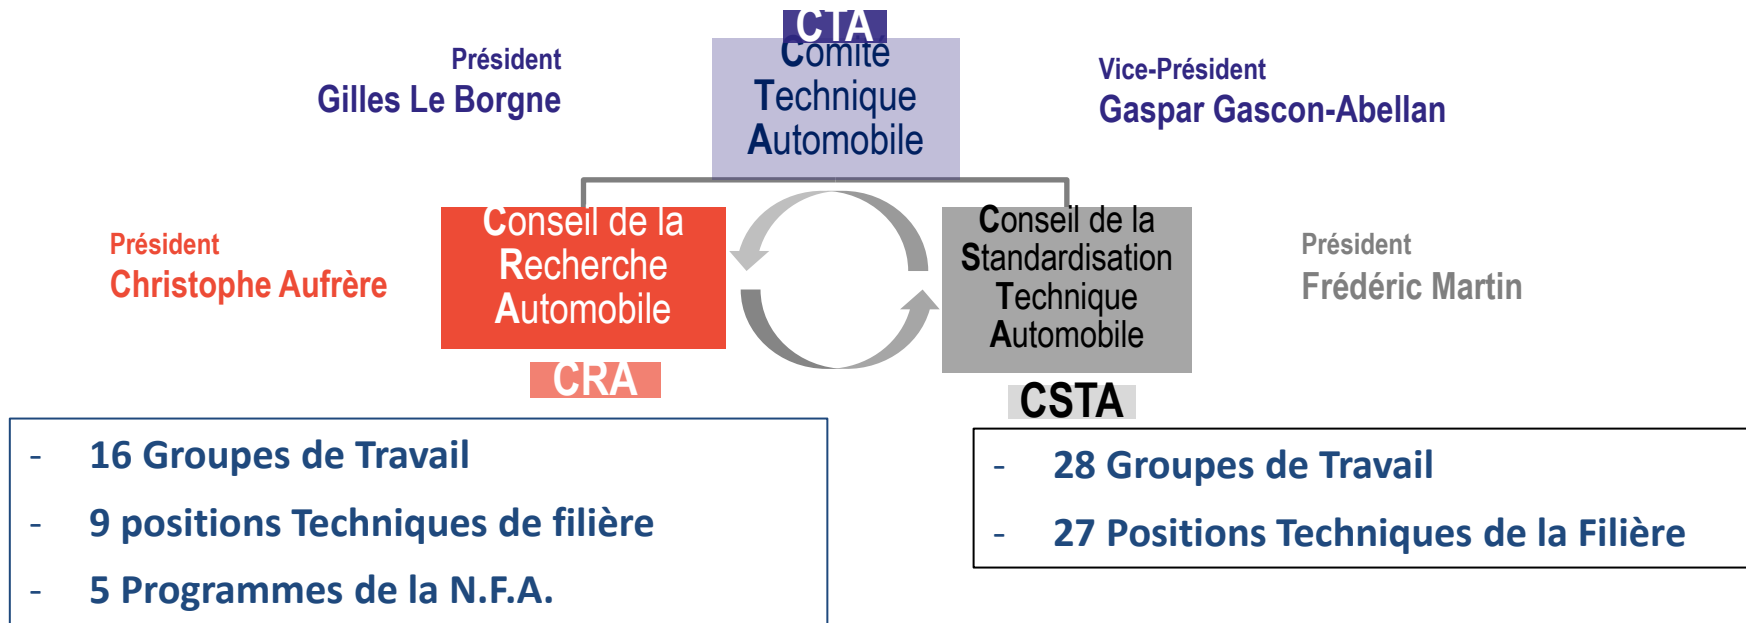 CTA
Comité
Technique
Automobile
Président
Gilles Le Borgne
Vice-Président
Gaspar Gascon-Abellan
Président
Christophe Aufrère
Conseil de la
Recherche
Automobile
CRA
Conseil de la
Standardisation
Technique
Automobile
CSTA
Président
Frédéric Martin
- 16 Groupes de Travail
- 9 positions Techniques de filière
- 5 Programmes de la N.F.A.
- 28 Groupes de Travail
- 27 Positions Techniques de la Filière